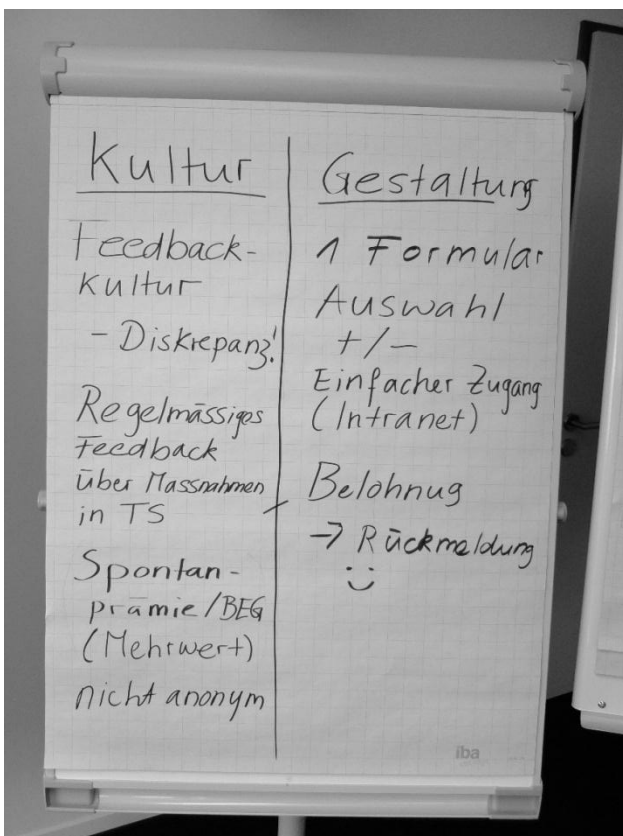 Kultur
Feedback-
Kultur
- Diskrepanz!
Regelmässiges
Feedback
über Massnahmen
in TS
Spontan-
prämie/BEG
(Mehrwert)
nicht anonym
Gestaltung
1 Formular
Auswahl
+/-
Einfacher Zugang
(Intranet)
Belohnug
→ Rückmeldung
iba